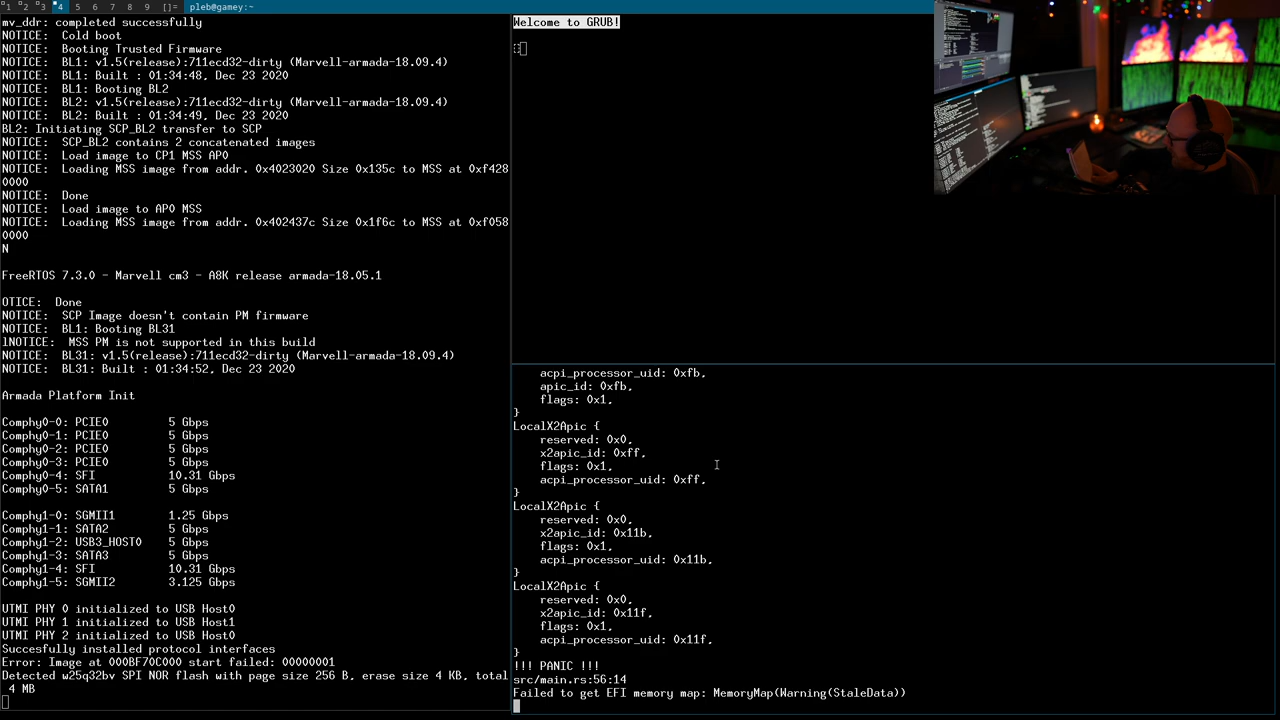 1 2 3 4 5 6 7 8 9 []= pleb@gamey:~
mv_ddr: completed successfully
NOTICE:  Cold boot
NOTICE:  Booting Trusted Firmware
NOTICE:  BL1: v1.5(release):711ecd32-dirty (Marvell-armada-18.09.4)
NOTICE:  BL1: Built : 01:34:48, Dec 23 2020
NOTICE:  BL1: Booting BL2
NOTICE:  BL2: v1.5(release):711ecd32-dirty (Marvell-armada-18.09.4)
NOTICE:  BL2: Built : 01:34:49, Dec 23 2020
BL2: Initiating SCP_BL2 transfer to SCP
NOTICE:  SCP_BL2 contains 2 concatenated images
NOTICE:  Load image to CP1 MSS AP0
NOTICE:  Loading MSS image from addr. 0x4023020 Size 0x135c to MSS at 0xf428
0000
NOTICE:  Done
NOTICE:  Load image to AP0 MSS
NOTICE:  Loading MSS image from addr. 0x402437c Size 0x1f6c to MSS at 0xf058
0000
N
FreeRTOS 7.3.0 - Marvell cm3 - A8K release armada-18.05.1
OTICE:  Done
NOTICE:  SCP Image doesn't contain PM firmware
NOTICE:  BL1: Booting BL31
lNOTICE:  MSS PM is not supported in this build
NOTICE:  BL31: v1.5(release):711ecd32-dirty (Marvell-armada-18.09.4)
NOTICE:  BL31: Built : 01:34:52, Dec 23 2020
Armada Platform Init
Comphy0-0: PCIE0         5 Gbps
Comphy0-1: PCIE0         5 Gbps
Comphy0-2: PCIE0         5 Gbps
Comphy0-3: PCIE0         5 Gbps
Comphy0-4: SFI           10.31 Gbps
Comphy0-5: SATA1         5 Gbps
Comphy1-0: SGMII1        1.25 Gbps
Comphy1-1: SATA2         5 Gbps
Comphy1-2: USB3_HOST0    5 Gbps
Comphy1-3: SATA3         5 Gbps
Comphy1-4: SFI           10.31 Gbps
Comphy1-5: SGMII2        3.125 Gbps
UTMI PHY 0 initialized to USB Host0
UTMI PHY 1 initialized to USB Host1
UTMI PHY 2 initialized to USB Host0
Succesfully installed protocol interfaces
Error: Image at 000BF70C000 start failed: 00000001
Detected w25q32bv SPI NOR flash with page size 256 B, erase size 4 KB, total
4 MB
Welcome to GRUB!
acpi_processor_uid: 0xfb,
apic_id: 0xfb,
flags: 0x1,
}
LocalX2Apic {
reserved: 0x0,
x2apic_id: 0xff,
flags: 0x1,
acpi_processor_uid: 0xff,
}
LocalX2Apic {
reserved: 0x0,
x2apic_id: 0x11b,
flags: 0x1,
acpi_processor_uid: 0x11b,
}
LocalX2Apic {
reserved: 0x0,
x2apic_id: 0x11f,
flags: 0x1,
acpi_processor_uid: 0x11f,
}
!!! PANIC !!!
src/main.rs:56:14
Failed to get EFI memory map: MemoryMap(Warning(StaleData))